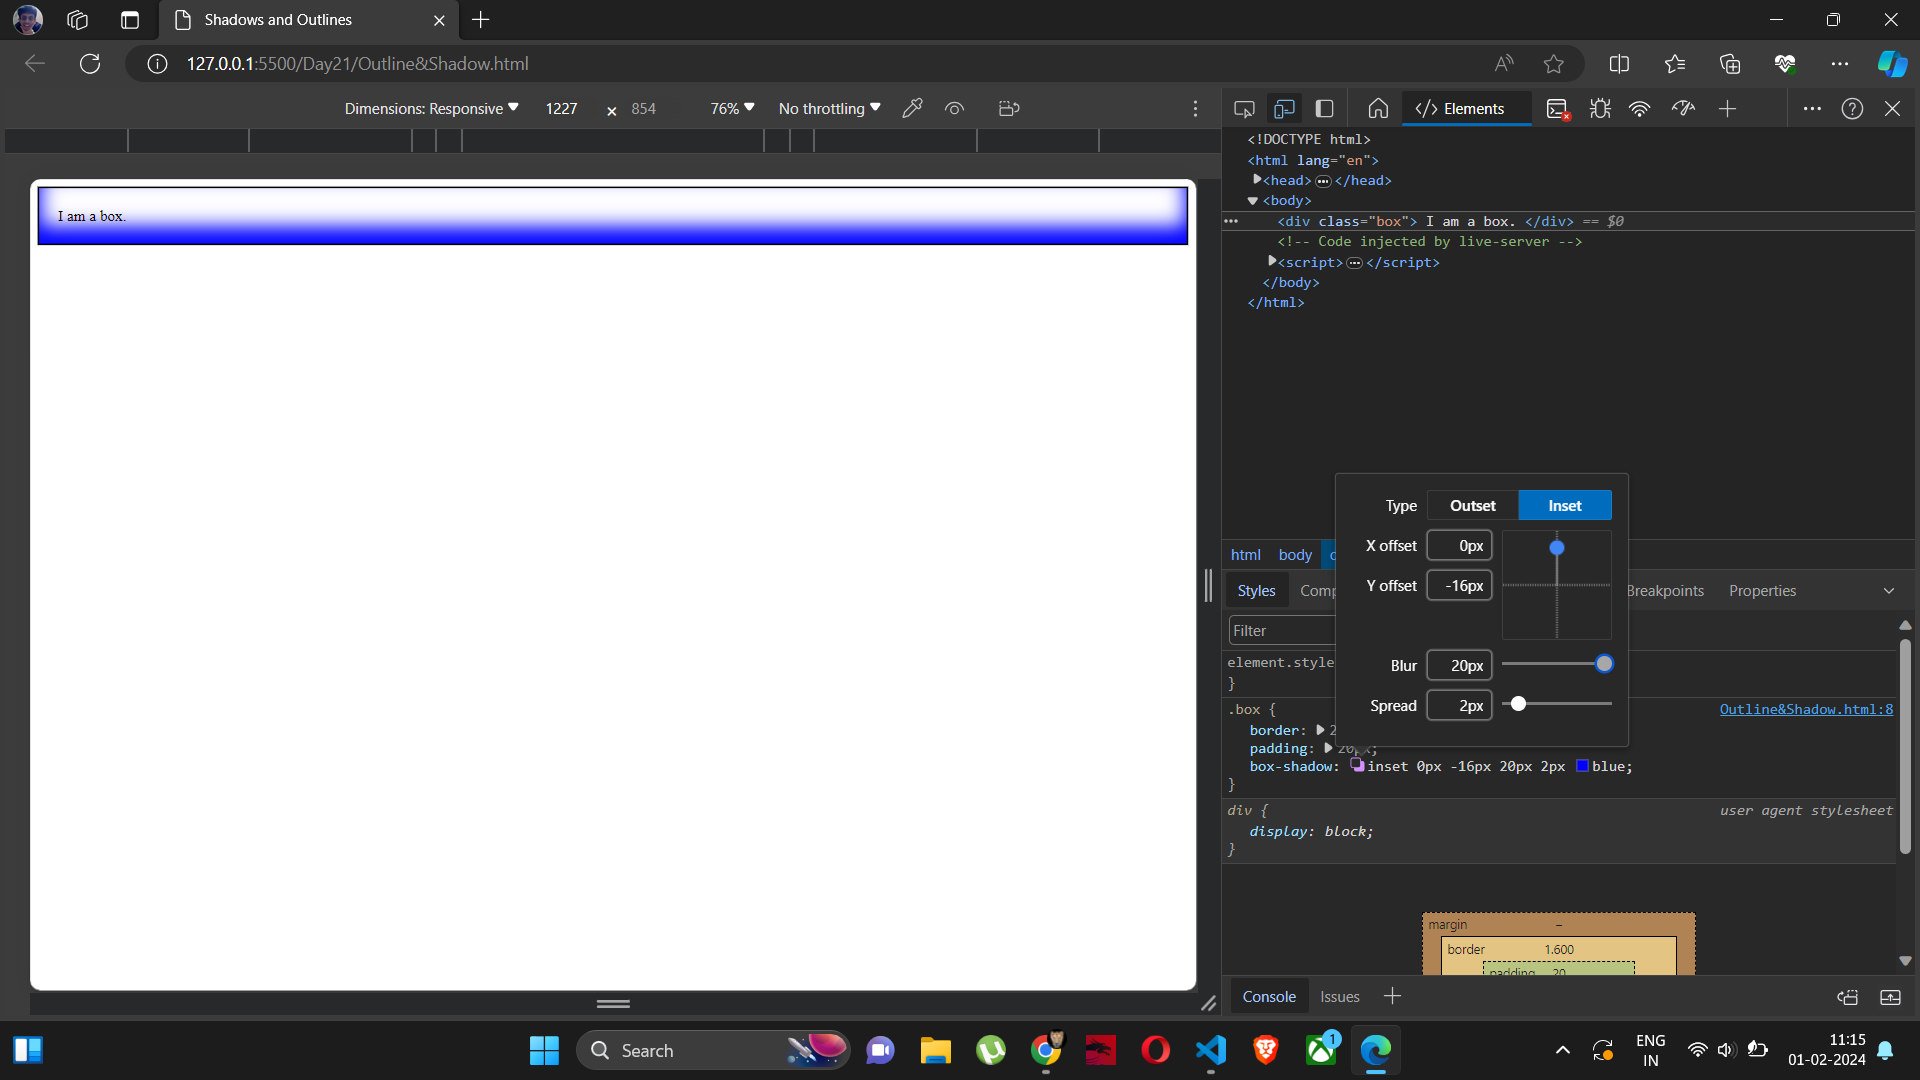 Shadows and Outlines
127.0.0.1:5500/Day21/Outline&Shadow.html
Dimensions: Responsive 1227 × 854 76% No throttling
Elements
I am a box.
<!DOCTYPE html>
<html lang="en">
<head> </head>
<body>
<div class="box"> I am a box. </div> == $0
<!-- Code injected by live-server -->
<script> </script>
</body>
</html>
Type Outset Inset
X offset 0px
Y offset -16px
Blur 20px
Spread 2px
html body
Styles Comp Breakpoints Properties
Filter
element.style
}
.box { Outline&Shadow.html:8
border: 2
padding: 20px;
box-shadow: inset 0px -16px 20px 2px blue;
}
div { user agent stylesheet
display: block;
}
margin –
border 1.600
padding 20
Console Issues
Search
1
ENG
IN
11:15
01-02-2024